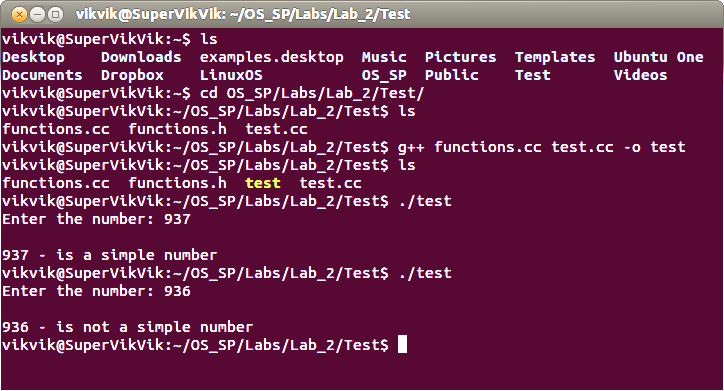 vikvik@SuperVikVik: ~/OS_SP/Labs/Lab_2/Test
vikvik@SuperVikVik:~$ ls
Desktop    Downloads  examples.desktop  Music  Pictures  Templates  Ubuntu One
Documents  Dropbox    LinuxOS           OS_SP  Public    Test       Videos
vikvik@SuperVikVik:~$ cd OS_SP/Labs/Lab_2/Test/
vikvik@SuperVikVik:~/OS_SP/Labs/Lab_2/Test$ ls
functions.cc  functions.h  test.cc
vikvik@SuperVikVik:~/OS_SP/Labs/Lab_2/Test$ g++ functions.cc test.cc -o test
vikvik@SuperVikVik:~/OS_SP/Labs/Lab_2/Test$ ls
functions.cc  functions.h  test  test.cc
vikvik@SuperVikVik:~/OS_SP/Labs/Lab_2/Test$ ./test
Enter the number: 937
937 - is a simple number
vikvik@SuperVikVik:~/OS_SP/Labs/Lab_2/Test$ ./test
Enter the number: 936
936 - is not a simple number
vikvik@SuperVikVik:~/OS_SP/Labs/Lab_2/Test$